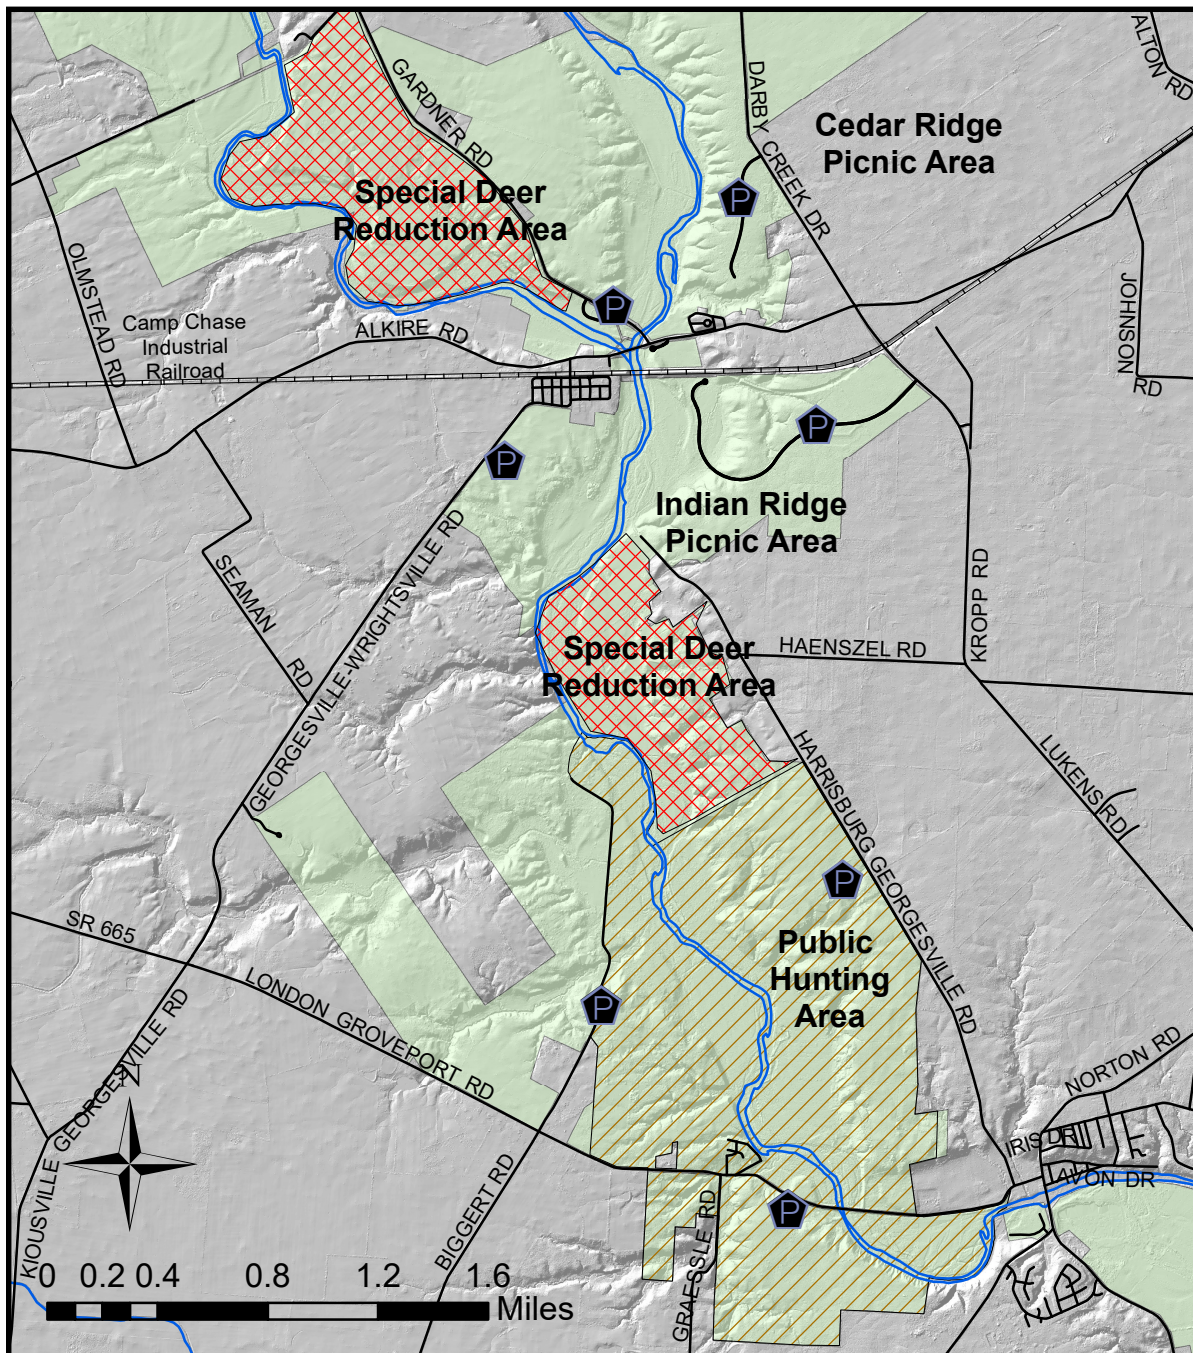 ALTON RD
GARDNER RD
DARBY CREEK DR
Cedar Ridge
Picnic Area
P
Special Deer
Reduction Area
OLMSTEAD RD
JOHNSON
RD
P
Camp Chase
Industrial
Railroad
ALKIRE RD
P
P
Indian Ridge
Picnic Area
GEORGESVILLE-WRIGHTSVILLE RD
SEAMAN
RD
KROPP RD
HAENSZEL RD
Special Deer
Reduction Area
LUKENS RD
HARRISBURG GEORGESVILLE RD
P
SR 665
LONDON GROVEPORT RD
Public
Hunting
Area
P
KIOUSVILLE GEORGESVILLE RD
N
NORTON RD
IRIS DR
AVON DR
BIGGERT RD
GRAESSLE RD
P
0 0.2 0.4 0.8 1.2 1.6
Miles